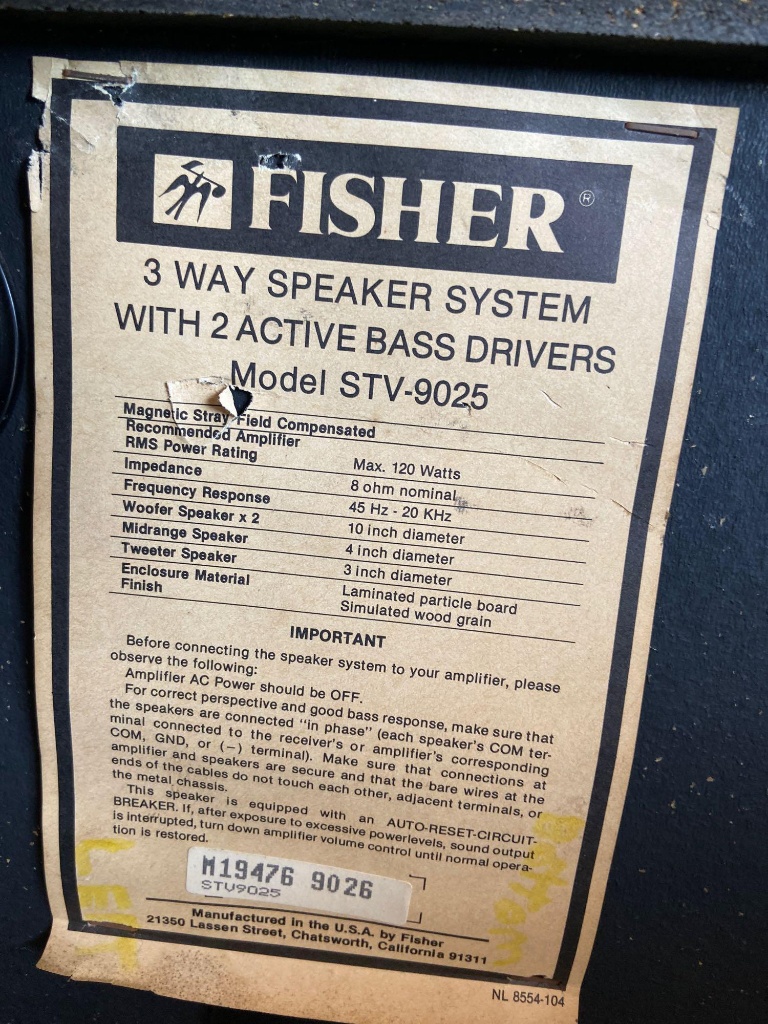 FISHER ®
3 WAY SPEAKER SYSTEM
WITH 2 ACTIVE BASS DRIVERS
Model STV-9025
Magnetic Stray Field Compensated
Recommended Amplifier
RMS Power Rating Max. 120 Watts
Impedance 8 ohm nominal
Frequency Response 45 Hz - 20 KHz
Woofer Speaker x 2 10 inch diameter
Midrange Speaker 4 inch diameter
Tweeter Speaker 3 inch diameter
Enclosure Material Laminated particle board
Finish Simulated wood grain
IMPORTANT
Before connecting the speaker system to your amplifier, please
observe the following:
Amplifier AC Power should be OFF.
For correct perspective and good bass response, make sure that
the speakers are connected "in phase" (each speaker's COM ter-
minal connected to the receiver's or amplifier's corresponding
COM, GND, or (−) terminal). Make sure that connections at
amplifier and speakers are secure and that the bare wires at the
ends of the cables do not touch each other, adjacent terminals, or
the metal chassis.
This speaker is equipped with an AUTO-RESET-CIRCUIT-
BREAKER. If, after exposure to excessive powerlevels, sound output
is interrupted, turn down amplifier volume control until normal opera-
tion is restored.
M19476 9026
STV9025
Manufactured in the U.S.A. by Fisher
21350 Lassen Street, Chatsworth, California 91311
NL 8554-104
LEFT
Bottom